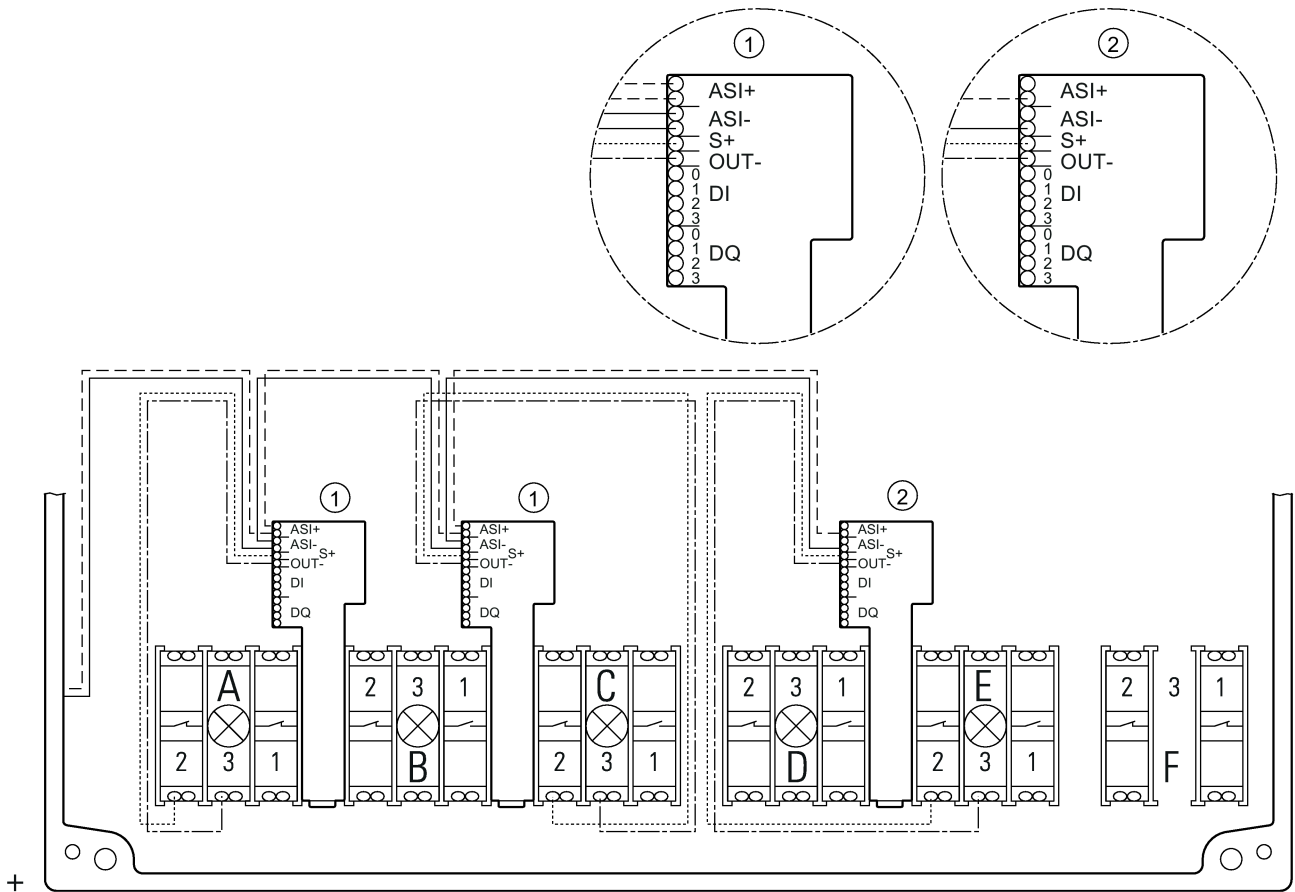 1
ASI+
ASI-
S+
OUT-
0
1
DI
2
3
0
1
DQ
2
3
2
ASI+
ASI-
S+
OUT-
0
1
DI
2
3
0
1
DQ
2
3
1
1
2
ASI+
ASI-
S+
OUT-
DI
DQ
ASI+
ASI-
S+
OUT-
DI
DQ
ASI+
ASI-
S+
OUT-
DI
DQ
A
2 3 1
C
2 3 1
E
2 3 1
2 3 1
B
2 3 1
2 3 1
D
2 3 1
F
+